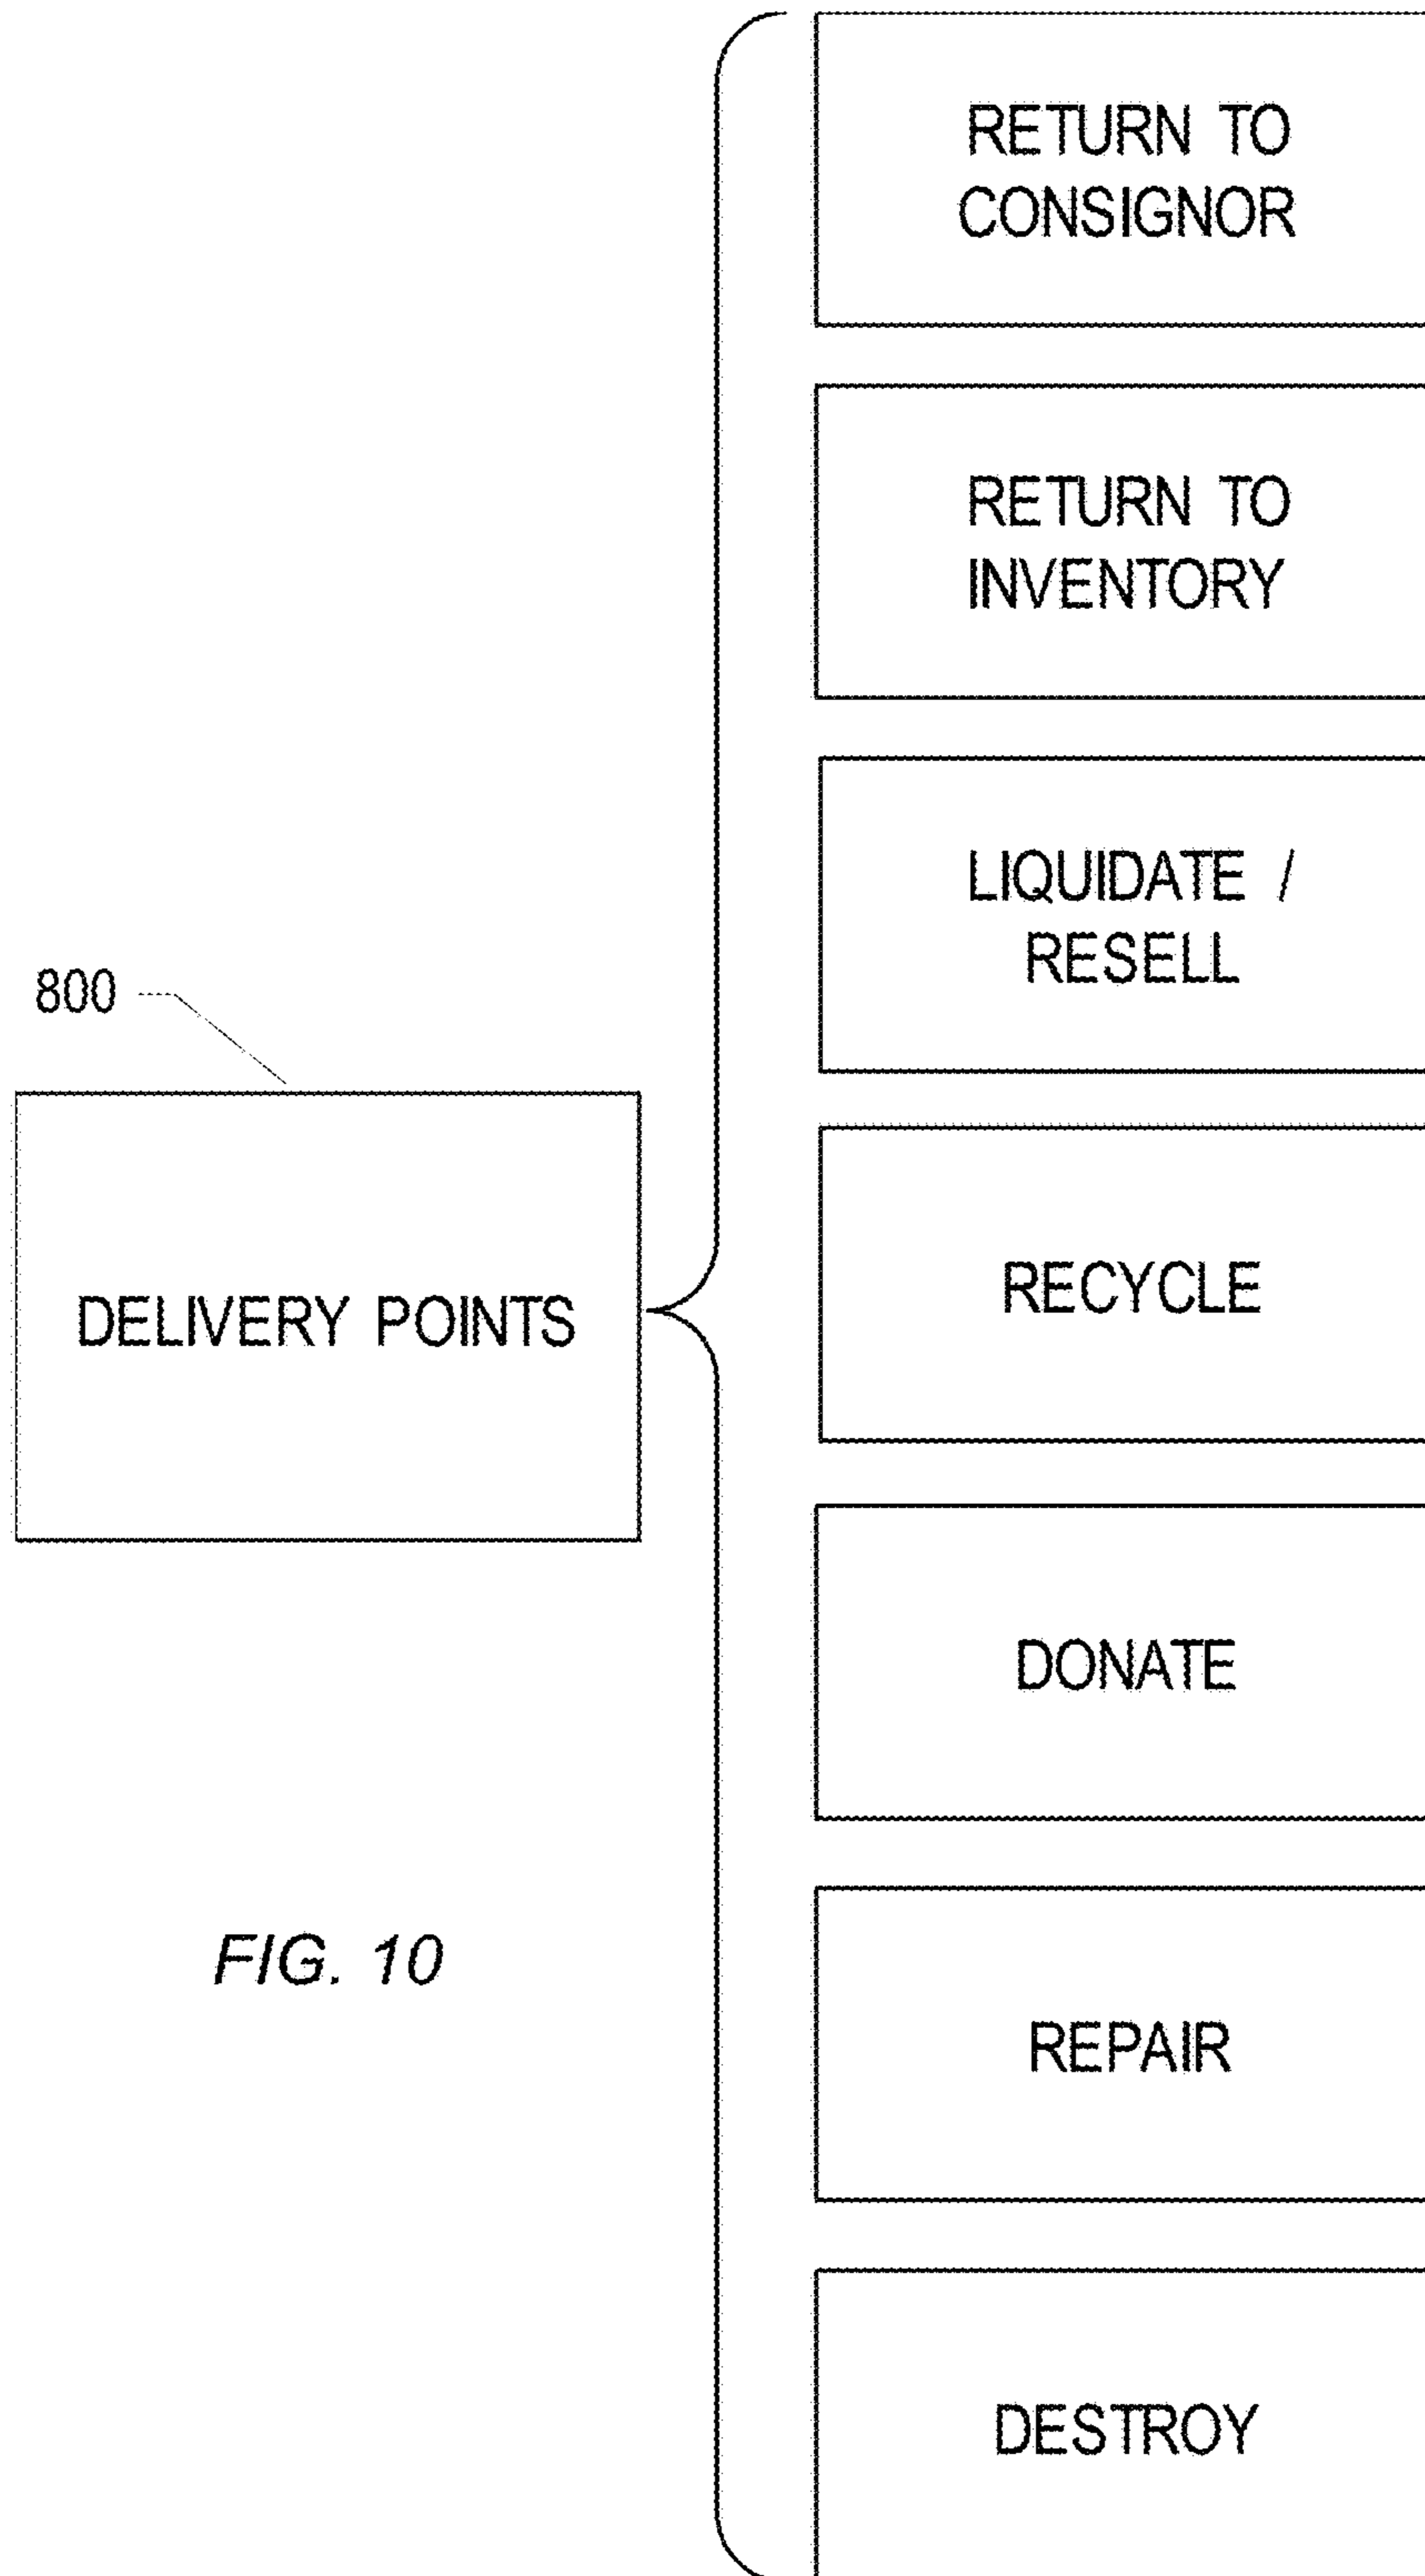 RETURN TO
CONSIGNOR
RETURN TO
INVENTORY
LIQUIDATE /
RESELL
800
RECYCLE
DELIVERY POINTS
DONATE
FIG. 10
REPAIR
DESTROY